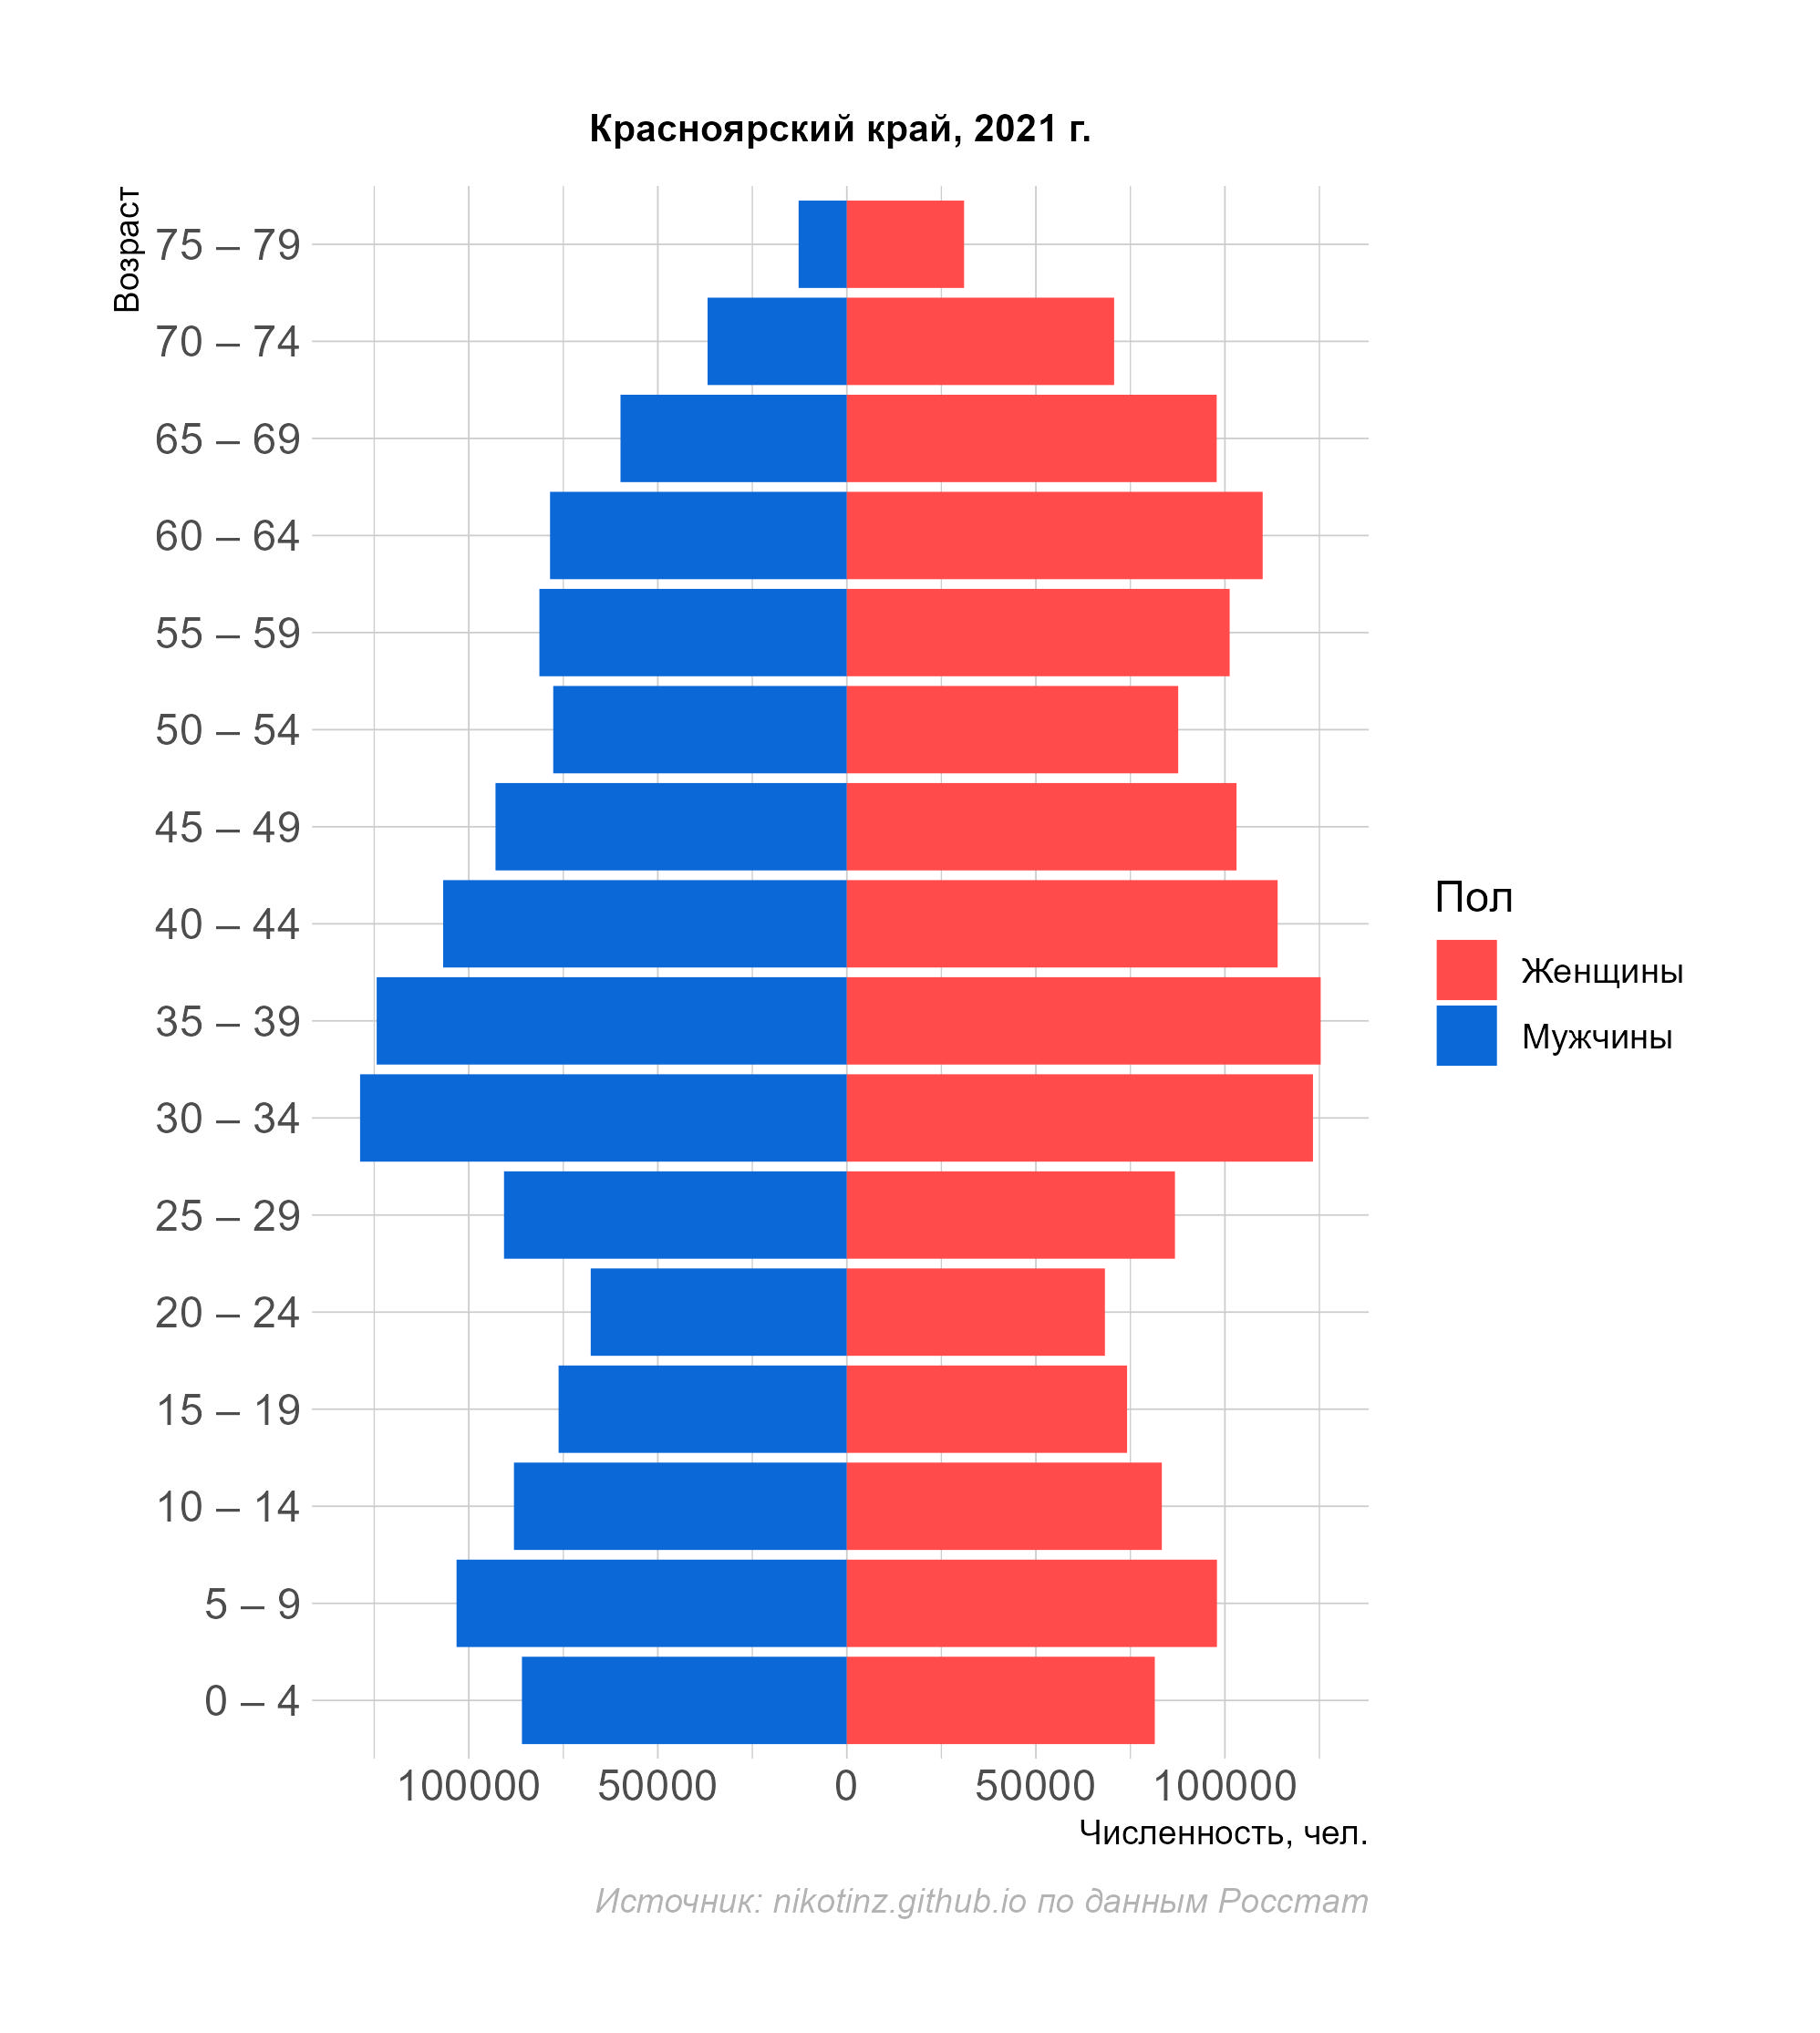 Красноярский край, 2021 г.
Возраст
75 – 79
70 – 74
65 – 69
60 – 64
55 – 59
50 – 54
45 – 49
40 – 44
35 – 39
30 – 34
25 – 29
20 – 24
15 – 19
10 – 14
5 – 9
0 – 4
100000 50000 0 50000 100000
Численность, чел.
Пол
Женщины
Мужчины
Источник: nikotinz.github.io по данным Росстат